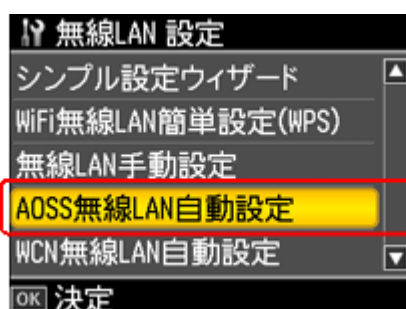 無線LAN 設定
シンプル設定ウィザード
WiFi無線LAN簡単設定(WPS)
無線LAN手動設定
AOSS無線LAN自動設定
WCN無線LAN自動設定
OK 決定